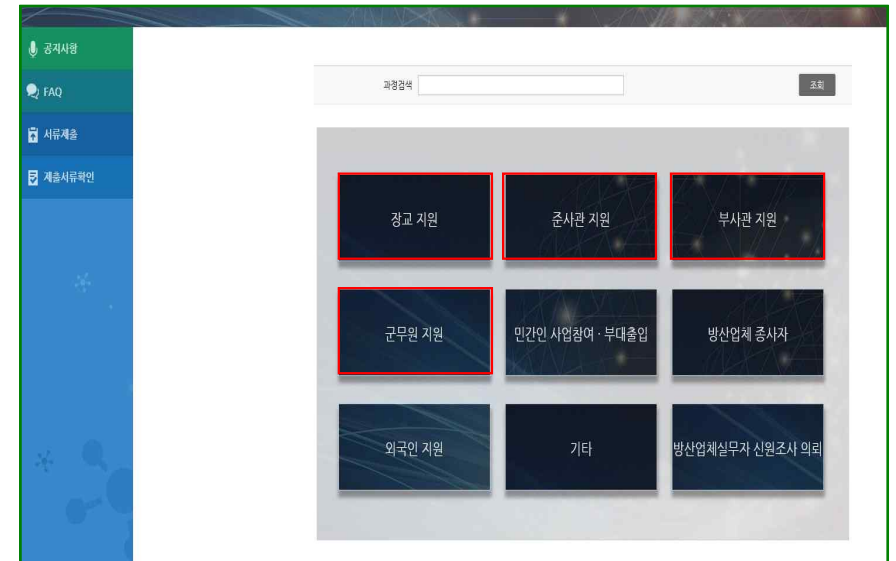 공지사항
FAQ
서류제출
제출서류확인
과정검색
조회
장교 지원
준사관 지원
부사관 지원
군무원 지원
민간인 사업참여 · 부대출입
방산업체 종사자
외국인 지원
기타
방산업체실무자 신원조사 의뢰